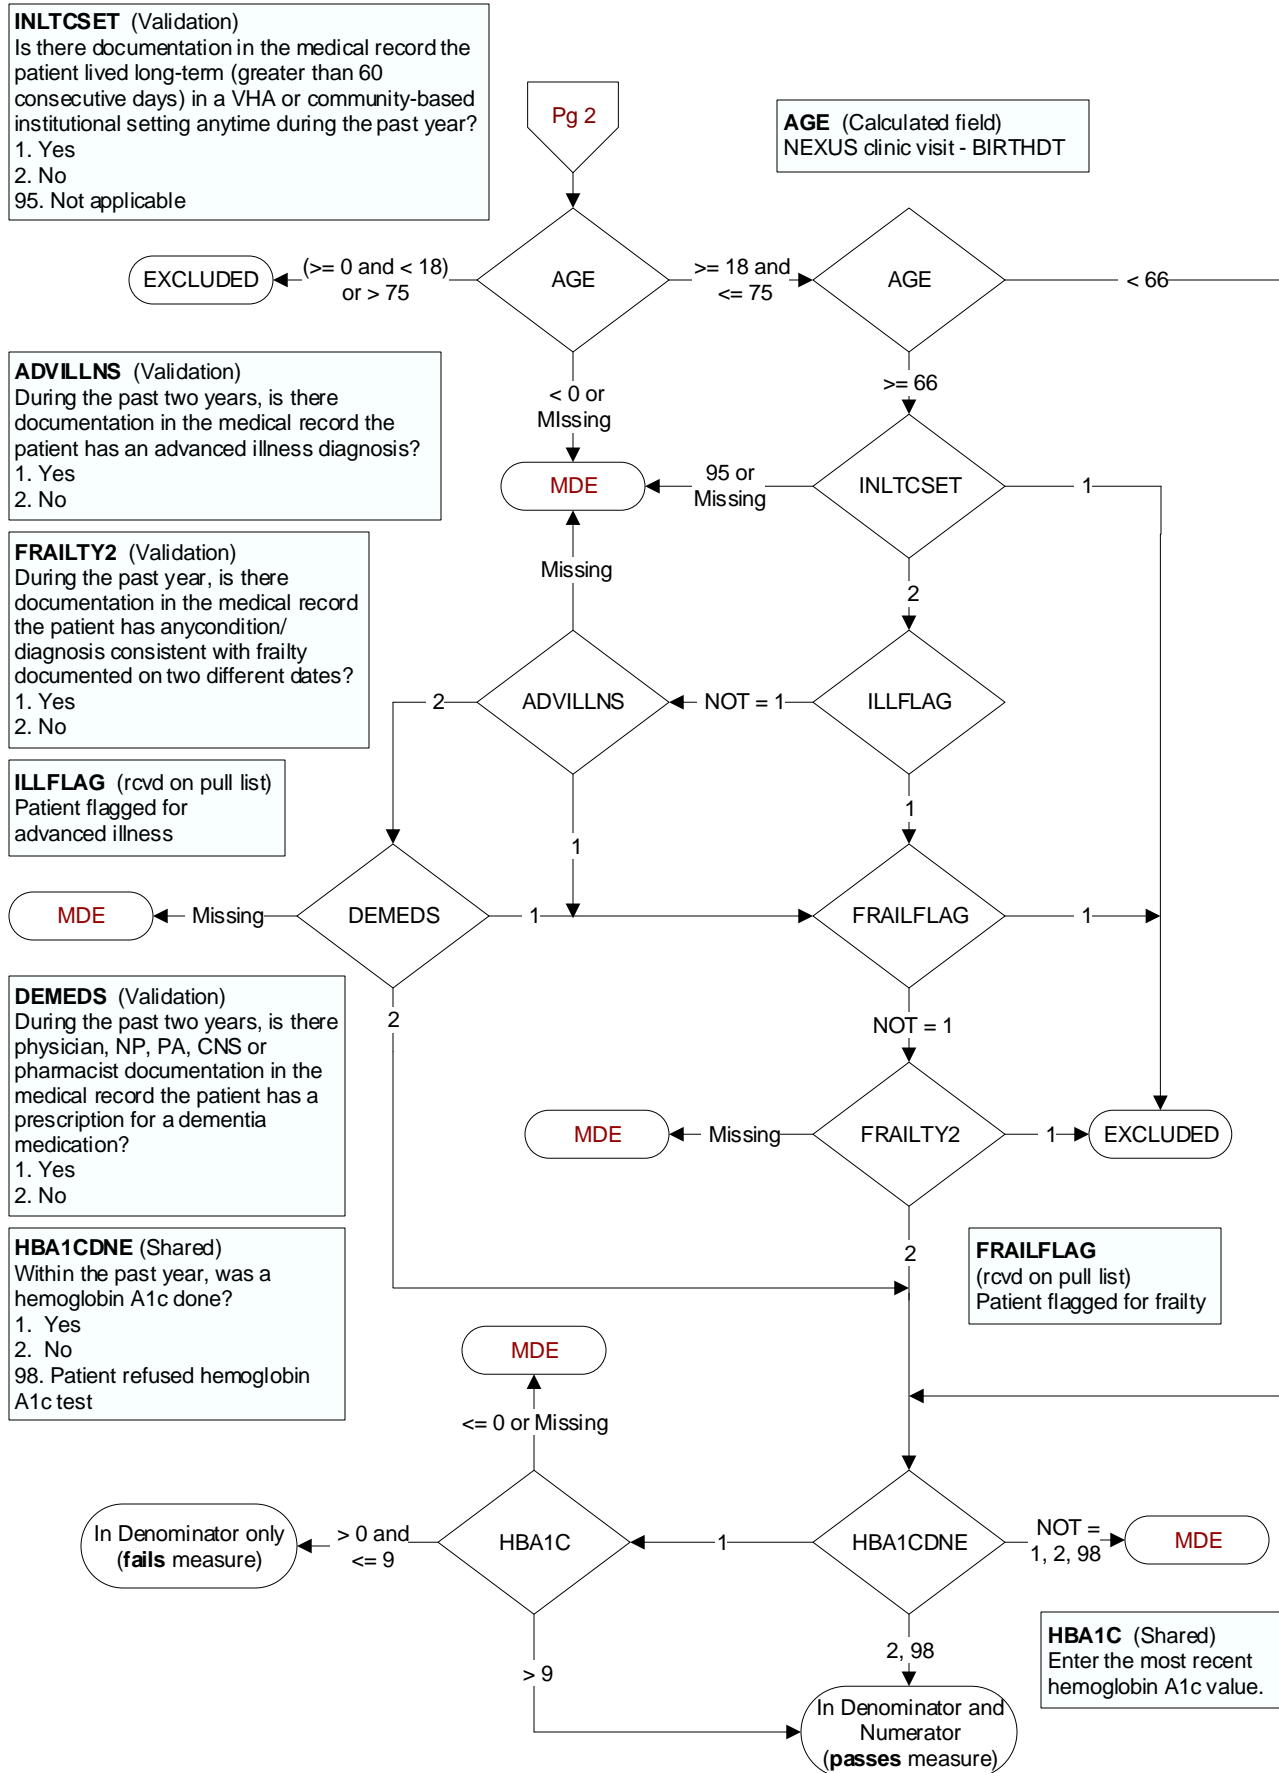 INLTCSET (Validation)
Is there documentation in the medical record the
patient lived long-term (greater than 60
consecutive days) in a VHA or community-based
institutional setting anytime during the past year?
1. Yes
2. No
95. Not applicable
Pg 2
AGE (Calculated field)
NEXUS clinic visit - BIRTHDT
EXCLUDED
(>= 0 and < 18)
or > 75
AGE
>= 18 and
<= 75
AGE
< 66
ADVILLNS (Validation)
During the past two years, is there
documentation in the medical record the
patient has an advanced illness diagnosis?
1. Yes
2. No
< 0 or
MIssing
>= 66
MDE
95 or
Missing
INLTCSET
1
FRAILTY2 (Validation)
During the past year, is there
documentation in the medical record
the patient has anycondition/
diagnosis consistent with frailty
documented on two different dates?
1. Yes
2. No
Missing
2
2
ADVILLNS
NOT = 1
ILLFLAG
ILLFLAG (rcvd on pull list)
Patient flagged for
advanced illness
1
1
MDE
Missing
DEMEDS
1
FRAILFLAG
1
DEMEDS (Validation)
During the past two years, is there
physician, NP, PA, CNS or
pharmacist documentation in the
medical record the patient has a
prescription for a dementia
medication?
1. Yes
2. No
2
NOT = 1
MDE
Missing
FRAILTY2
1
EXCLUDED
HBA1CDNE (Shared)
Within the past year, was a
hemoglobin A1c done?
1. Yes
2. No
98. Patient refused hemoglobin
A1c test
2
FRAILFLAG
(rcvd on pull list)
Patient flagged for frailty
MDE
<= 0 or Missing
In Denominator only
(fails measure)
> 0 and
<= 9
HBA1C
1
HBA1CDNE
NOT =
1, 2, 98
MDE
> 9
2, 98
HBA1C (Shared)
Enter the most recent
hemoglobin A1c value.
In Denominator and
Numerator
(passes measure)